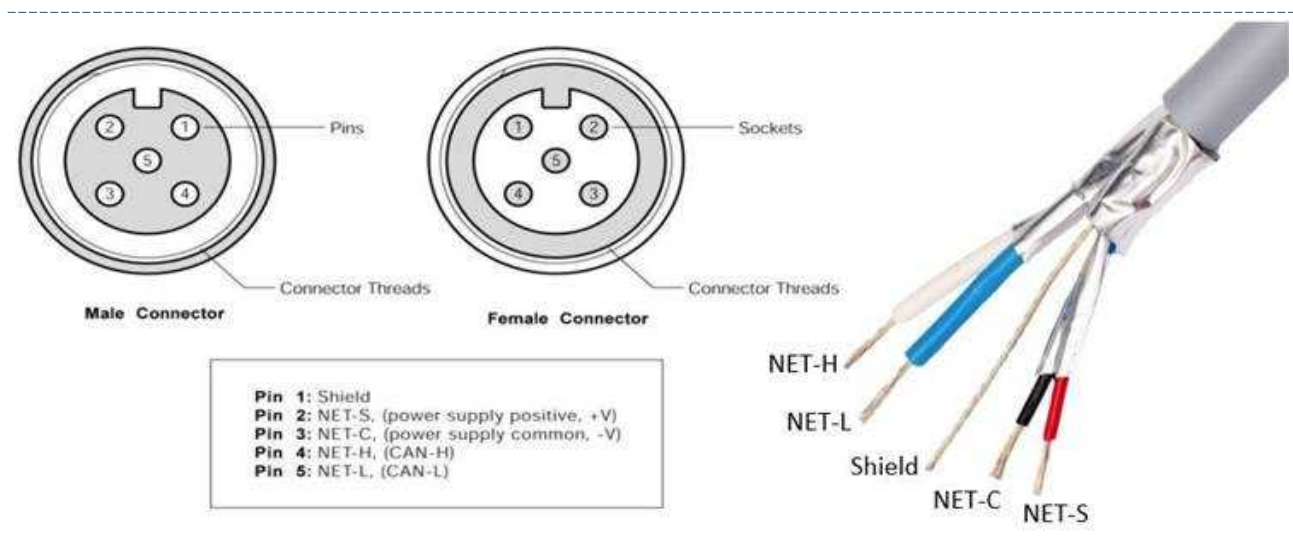 2
1
5
3
4
Pins
Connector Threads
Male Connector
1
2
5
4
3
Sockets
Connector Threads
Female Connector
Pin 1: Shield
Pin 2: NET-S, (power supply positive, +V)
Pin 3: NET-C, (power supply common, -V)
Pin 4: NET-H, (CAN-H)
Pin 5: NET-L, (CAN-L)
NET-H
NET-L
Shield
NET-C
NET-S